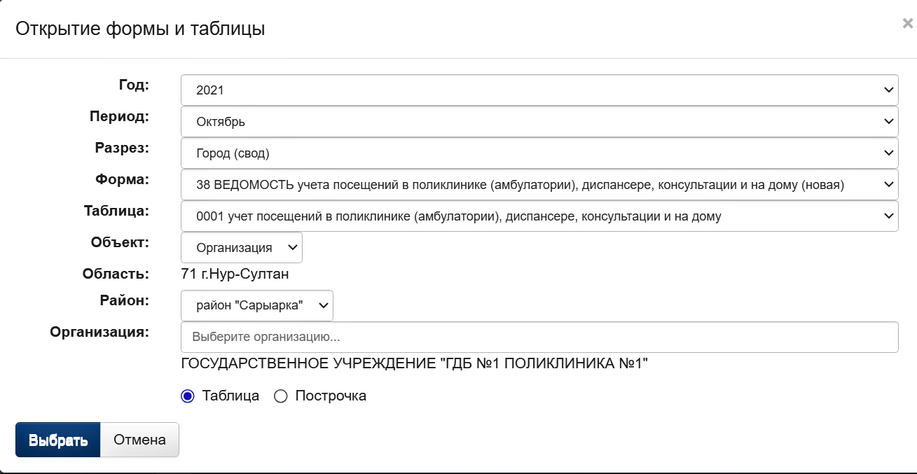 Открытие формы и таблицы
×
Год: 2021
Период: Октябрь
Разрез: Город (свод)
Форма: 38 ВЕДОМОСТЬ учета посещений в поликлинике (амбулатории), диспансере, консультации и на дому (новая)
Таблица: 0001 учет посещений в поликлинике (амбулатории), диспансере, консультации и на дому
Объект: Организация
Область: 71 г.Нур-Султан
Район: район "Сарыарка"
Организация: Выберите организацию...
ГОСУДАРСТВЕННОЕ УЧРЕЖДЕНИЕ "ГДБ №1 ПОЛИКЛИНИКА №1"
Таблица Построчка
Выбрать Отмена